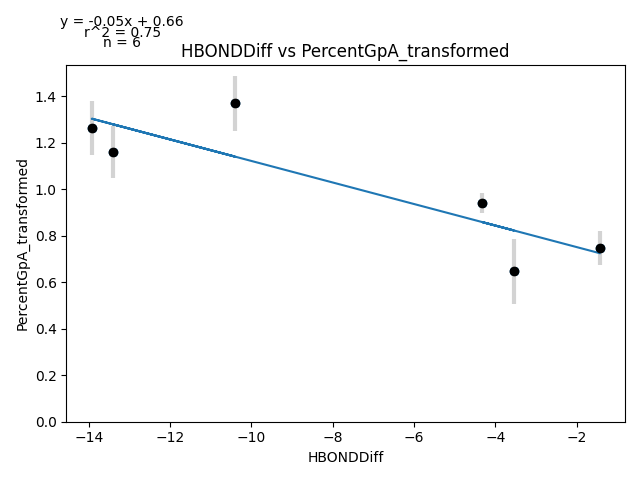 y = -0.05x + 0.66
r^2 = 0.75
n = 6
HBONDDiff vs PercentGpA_transformed
PercentGpA_transformed
1.4
1.2
1.0
0.8
0.6
0.4
0.2
0.0
−14 −12 −10 −8 −6 −4 −2
HBONDDiff